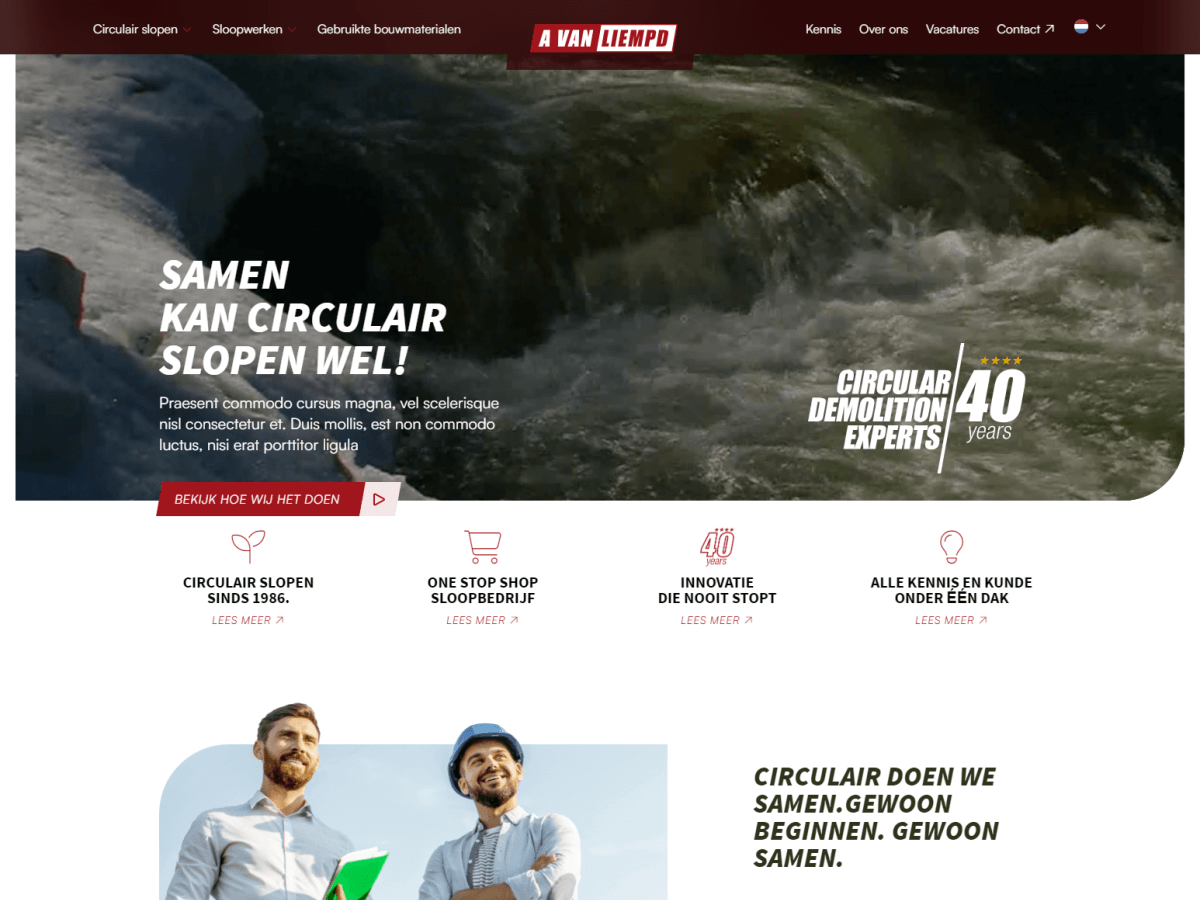 Circulair slopen
Sloopwerken
Gebruikte bouwmaterialen
A VAN LIEMPD
Kennis
Over ons
Vacatures
Contact
SAMEN
KAN CIRCULAIR
SLOPEN WEL!
Praesent commodo cursus magna, vel scelerisque
nisl consectetur et. Duis mollis, est non commodo
luctus, nisi erat porttitor ligula
BEKIJK HOE WIJ HET DOEN
CIRCULAR
DEMOLITION
EXPERTS
40
years
CIRCULAIR SLOPEN
SINDS 1986.
LEES MEER
ONE STOP SHOP
SLOOPBEDRIJF
LEES MEER
40
years
INNOVATIE
DIE NOOIT STOPT
LEES MEER
ALLE KENNIS EN KUNDE
ONDER ÉÉN DAK
LEES MEER
CIRCULAIR DOEN WE
SAMEN.GEWOON
BEGINNEN. GEWOON
SAMEN.